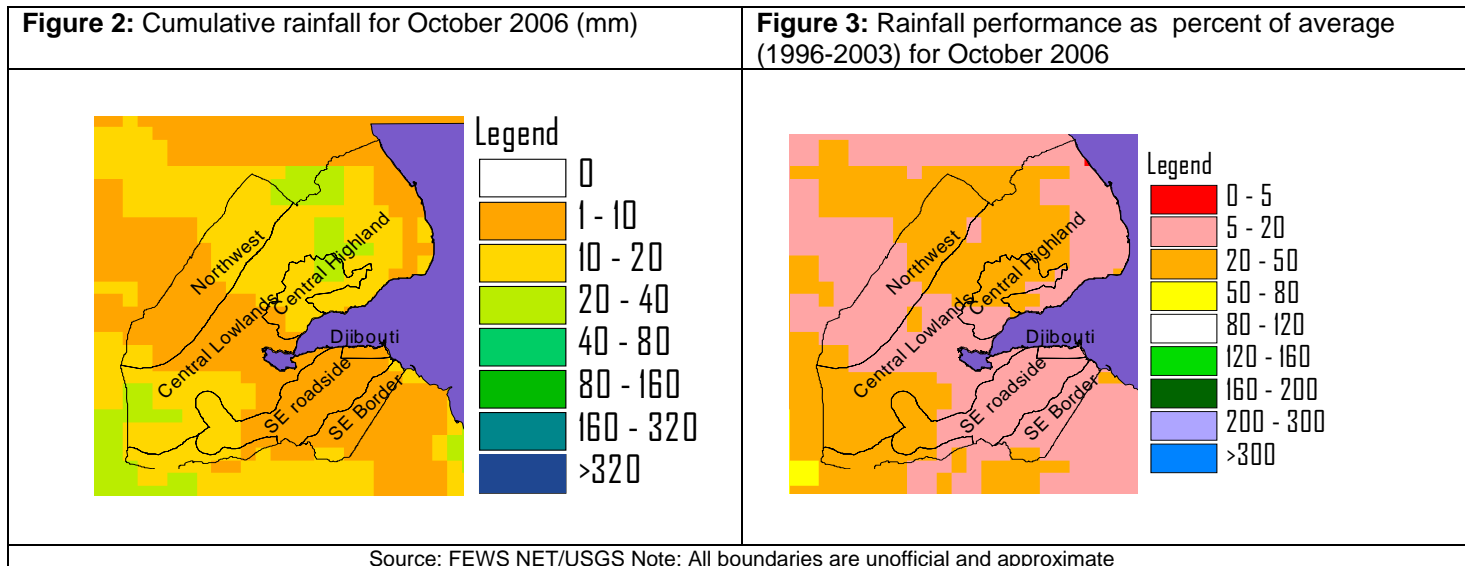 Figure 2: Cumulative rainfall for October 2006 (mm)
Figure 3: Rainfall performance as percent of average
(1996-2003) for October 2006
Legend
0
1 - 10
10 - 20
20 - 40
40 - 80
80 - 160
160 - 320
>320
Northwest
Central Highland
Central Lowlands
Djibouti
SE roadside
SE Border
Legend
0 - 5
5 - 20
20 - 50
50 - 80
80 - 120
120 - 160
160 - 200
200 - 300
>300
Northwest
Central Highland
Central Lowlands
Djibouti
SE roadside
SE Border
Source: FEWS NET/USGS Note: All boundaries are unofficial and approximate